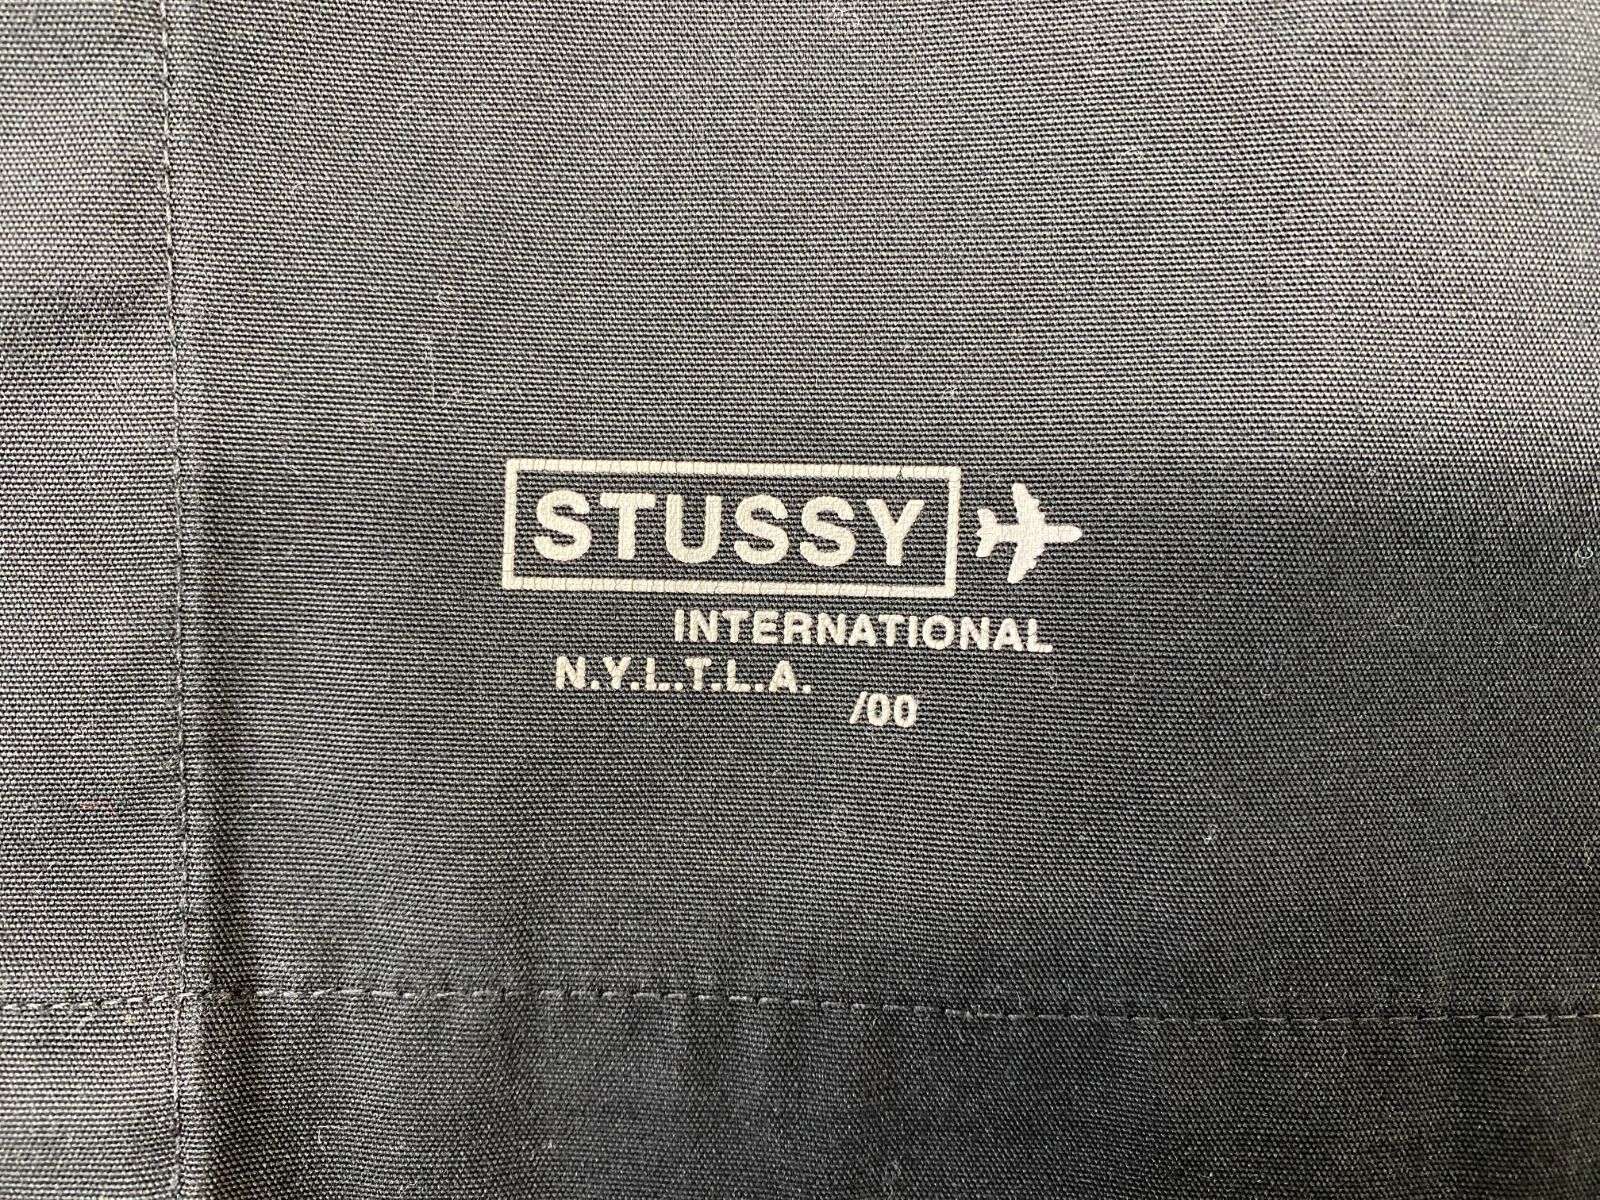 STUSSY
INTERNATIONAL
N.Y.L.T.L.A.
/00